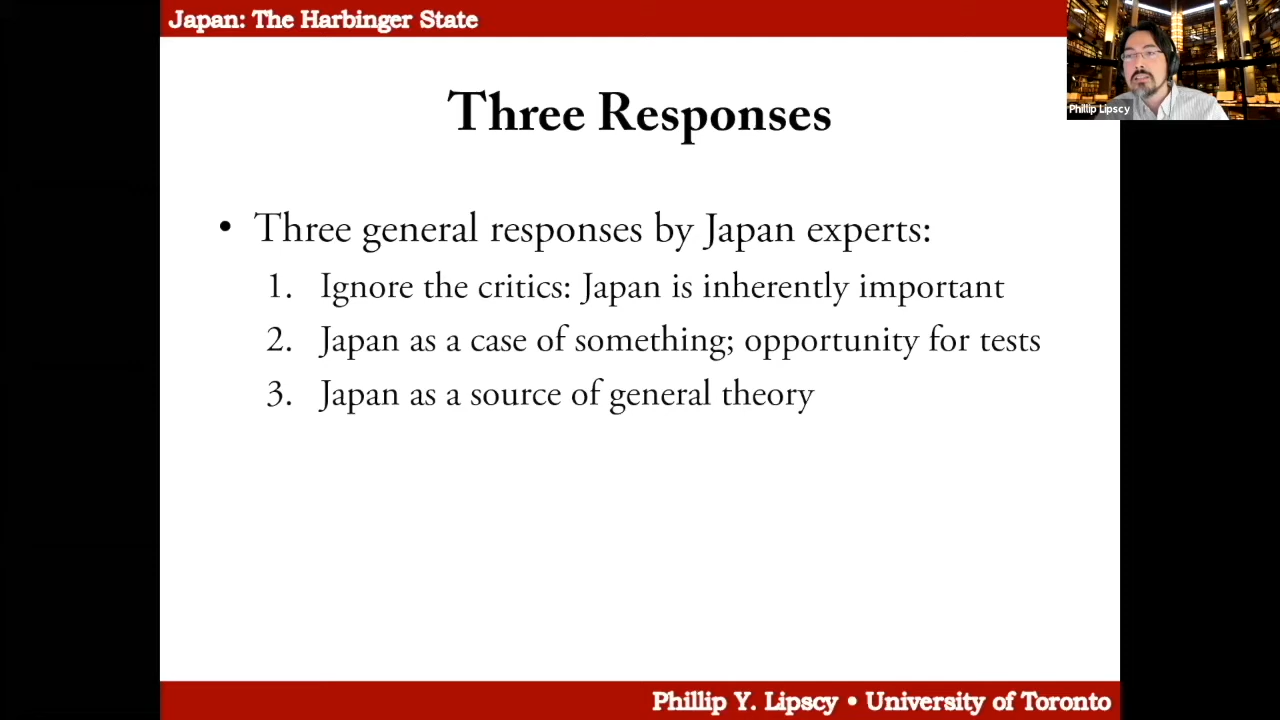 Japan: The Harbinger State
Phillip Lipscy
Three Responses
• Three general responses by Japan experts:
1. Ignore the critics: Japan is inherently important
2. Japan as a case of something; opportunity for tests
3. Japan as a source of general theory
Phillip Y. Lipscy • University of Toronto